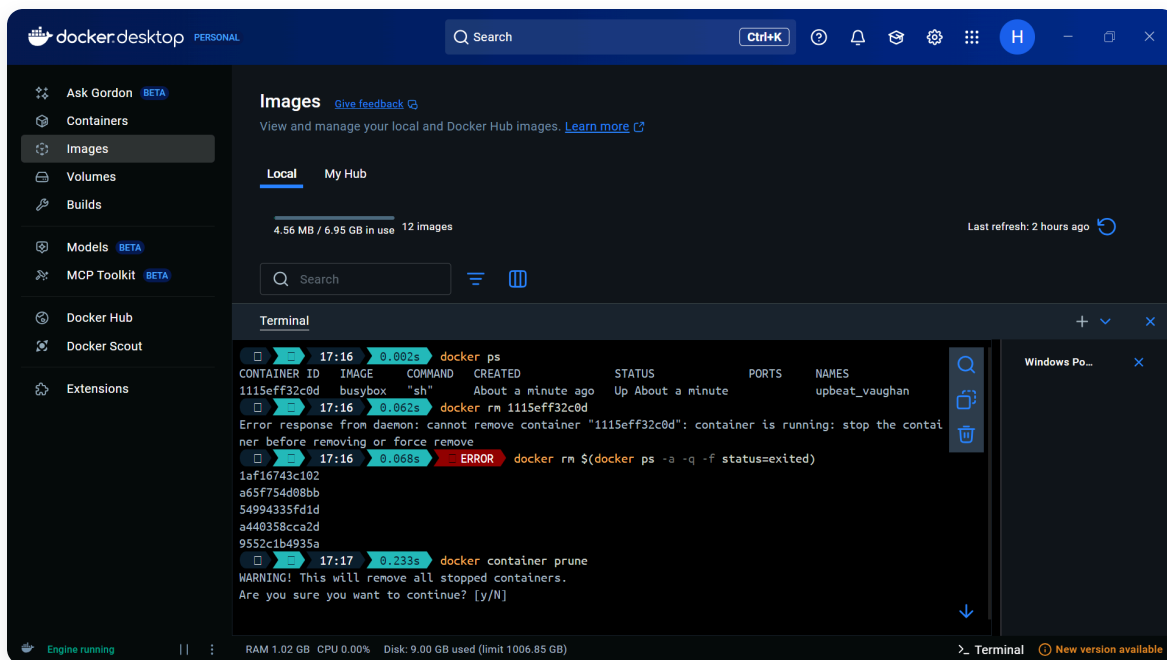 docker.desktop PERSONAL
Search Ctrl+K
H
Ask Gordon BETA
Containers
Images
Volumes
Builds
Models BETA
MCP Toolkit BETA
Docker Hub
Docker Scout
Extensions
Images Give feedback
View and manage your local and Docker Hub images. Learn more
Local My Hub
4.56 MB / 6.95 GB in use 12 images
Last refresh: 2 hours ago
Search
Terminal
17:16 0.002s docker ps
CONTAINER ID IMAGE COMMAND CREATED STATUS PORTS NAMES
1115eff32c0d busybox "sh" About a minute ago Up About a minute upbeat_vaughan
17:16 0.062s docker rm 1115eff32c0d
Error response from daemon: cannot remove container "1115eff32c0d": container is running: stop the contai
ner before removing or force remove
17:16 0.068s ERROR docker rm $(docker ps -a -q -f status=exited)
1af16743c102
a65f754d08bb
54994335fd1d
a440358cca2d
9552c1b4935a
17:17 0.233s docker container prune
WARNING! This will remove all stopped containers.
Are you sure you want to continue? [y/N]
Windows Po...
Engine running
RAM 1.02 GB CPU 0.00% Disk: 9.00 GB used (limit 1006.85 GB)
>_ Terminal
New version available